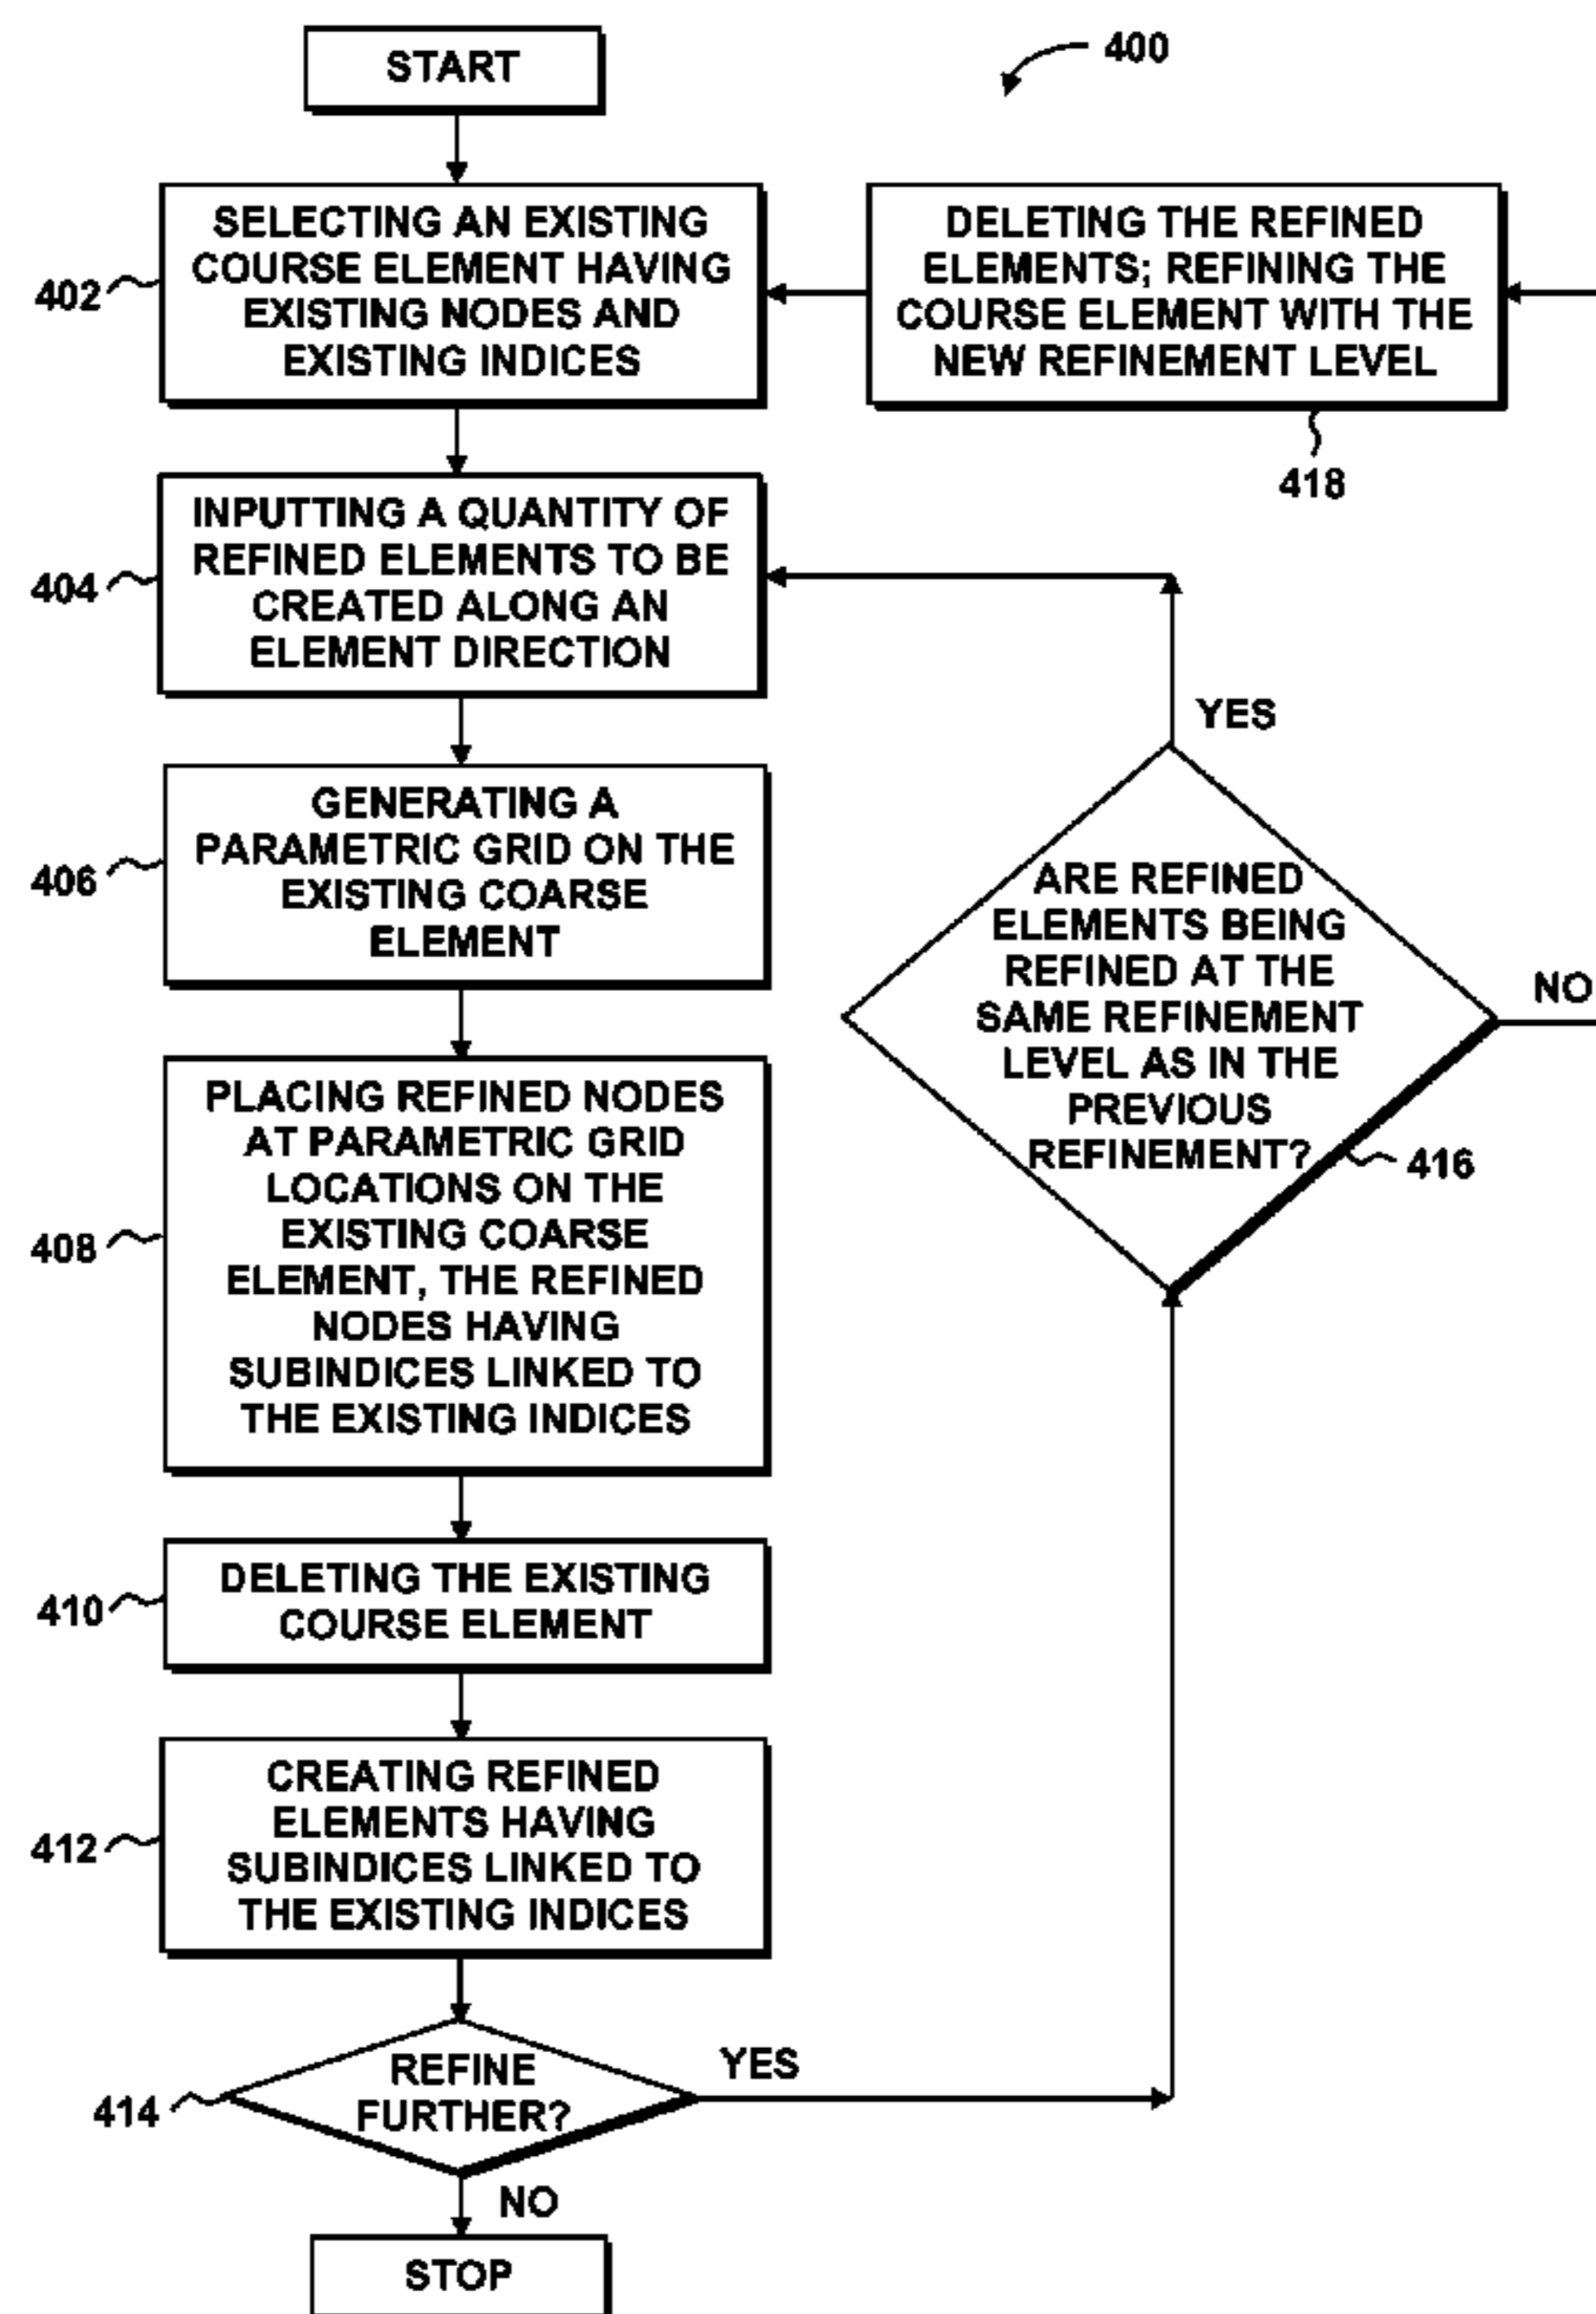 START
400
SELECTING AN EXISTING
COURSE ELEMENT HAVING
EXISTING NODES AND
EXISTING INDICES
402
DELETING THE REFINED
ELEMENTS; REFINING THE
COURSE ELEMENT WITH THE
NEW REFINEMENT LEVEL
418
INPUTTING A QUANTITY OF
REFINED ELEMENTS TO BE
CREATED ALONG AN
ELEMENT DIRECTION
404
YES
GENERATING A
PARAMETRIC GRID ON THE
EXISTING COARSE
ELEMENT
406
ARE REFINED
ELEMENTS BEING
REFINED AT THE
SAME REFINEMENT
LEVEL AS IN THE
PREVIOUS
REFINEMENT?
NO
416
PLACING REFINED NODES
AT PARAMETRIC GRID
LOCATIONS ON THE
EXISTING COARSE
ELEMENT, THE REFINED
NODES HAVING
SUBINDICES LINKED TO
THE EXISTING INDICES
408
DELETING THE EXISTING
COURSE ELEMENT
410
CREATING REFINED
ELEMENTS HAVING
SUBINDICES LINKED TO
THE EXISTING INDICES
412
REFINE
FURTHER?
414
YES
NO
STOP